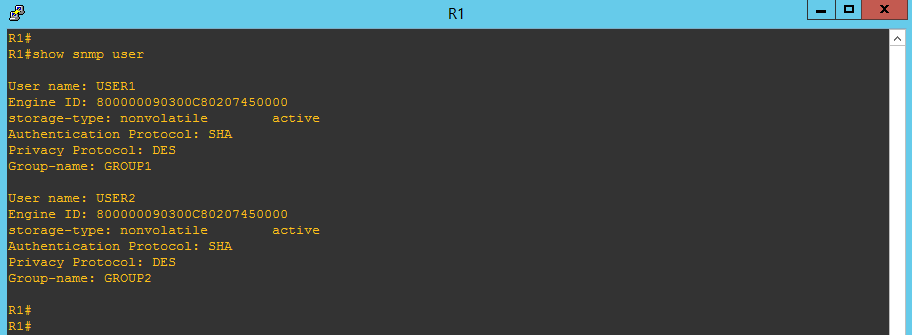 R1
R1#
R1#show snmp user
User name: USER1
Engine ID: 800000090300C80207450000
storage-type: nonvolatile        active
Authentication Protocol: SHA
Privacy Protocol: DES
Group-name: GROUP1
User name: USER2
Engine ID: 800000090300C80207450000
storage-type: nonvolatile        active
Authentication Protocol: SHA
Privacy Protocol: DES
Group-name: GROUP2
R1#
R1#